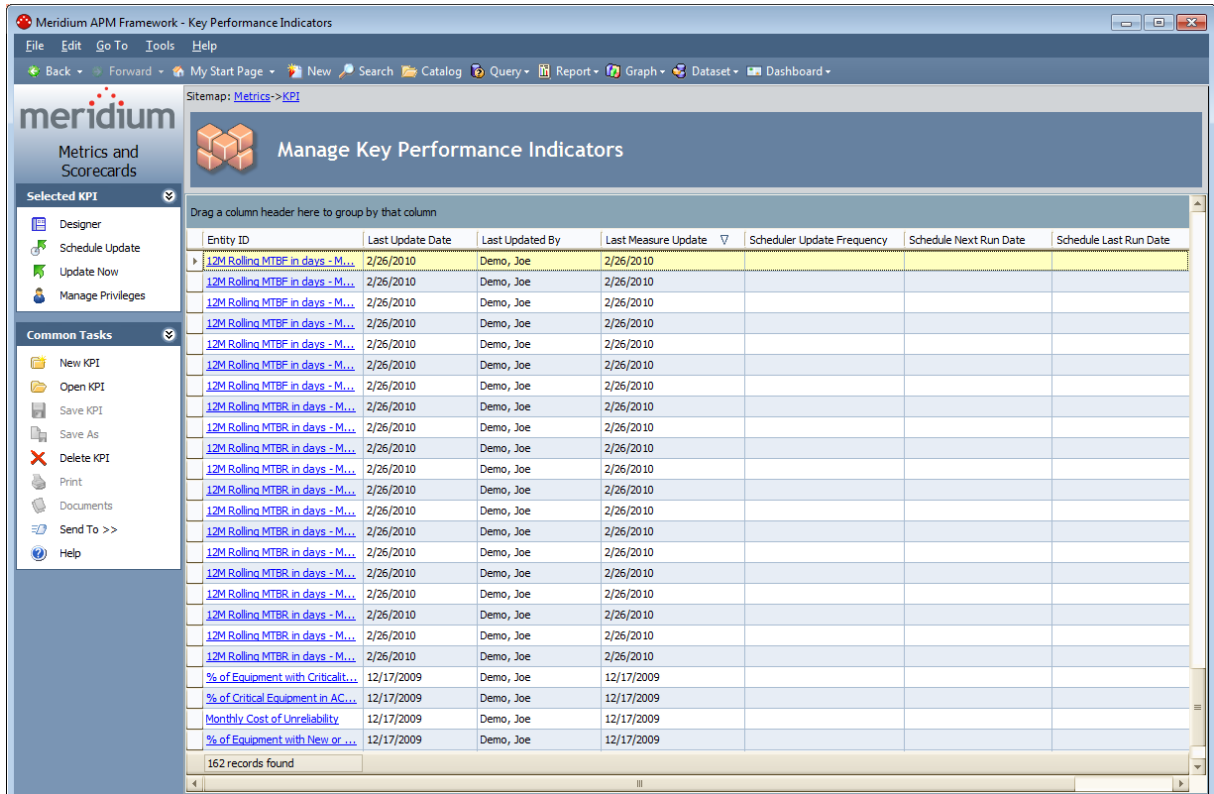 Meridium APM Framework - Key Performance Indicators
File Edit Go To Tools Help
Back Forward My Start Page New Search Catalog Query Report Graph Dataset Dashboard
meridium
Metrics and
Scorecards
Selected KPI
Designer
Schedule Update
Update Now
Manage Privileges
Common Tasks
New KPI
Open KPI
Save KPI
Save As
Delete KPI
Print
Documents
Send To >>
Help
Sitemap: Metrics->KPI
Manage Key Performance Indicators
Drag a column header here to group by that column
Entity ID Last Update Date Last Updated By Last Measure Update Scheduler Update Frequency Schedule Next Run Date Schedule Last Run Date
12M Rolling MTBF in days - M... 2/26/2010 Demo, Joe 2/26/2010
12M Rolling MTBF in days - M... 2/26/2010 Demo, Joe 2/26/2010
12M Rolling MTBF in days - M... 2/26/2010 Demo, Joe 2/26/2010
12M Rolling MTBF in days - M... 2/26/2010 Demo, Joe 2/26/2010
12M Rolling MTBF in days - M... 2/26/2010 Demo, Joe 2/26/2010
12M Rolling MTBF in days - M... 2/26/2010 Demo, Joe 2/26/2010
12M Rolling MTBF in days - M... 2/26/2010 Demo, Joe 2/26/2010
12M Rolling MTBR in days - M... 2/26/2010 Demo, Joe 2/26/2010
12M Rolling MTBR in days - M... 2/26/2010 Demo, Joe 2/26/2010
12M Rolling MTBR in days - M... 2/26/2010 Demo, Joe 2/26/2010
12M Rolling MTBR in days - M... 2/26/2010 Demo, Joe 2/26/2010
12M Rolling MTBR in days - M... 2/26/2010 Demo, Joe 2/26/2010
12M Rolling MTBR in days - M... 2/26/2010 Demo, Joe 2/26/2010
12M Rolling MTBR in days - M... 2/26/2010 Demo, Joe 2/26/2010
12M Rolling MTBR in days - M... 2/26/2010 Demo, Joe 2/26/2010
12M Rolling MTBR in days - M... 2/26/2010 Demo, Joe 2/26/2010
12M Rolling MTBR in days - M... 2/26/2010 Demo, Joe 2/26/2010
12M Rolling MTBR in days - M... 2/26/2010 Demo, Joe 2/26/2010
12M Rolling MTBR in days - M... 2/26/2010 Demo, Joe 2/26/2010
12M Rolling MTBR in days - M... 2/26/2010 Demo, Joe 2/26/2010
% of Equipment with Criticalit... 12/17/2009 Demo, Joe 12/17/2009
% of Critical Equipment in AC... 12/17/2009 Demo, Joe 12/17/2009
Monthly Cost of Unreliability 12/17/2009 Demo, Joe 12/17/2009
% of Equipment with New or ... 12/17/2009 Demo, Joe 12/17/2009
162 records found